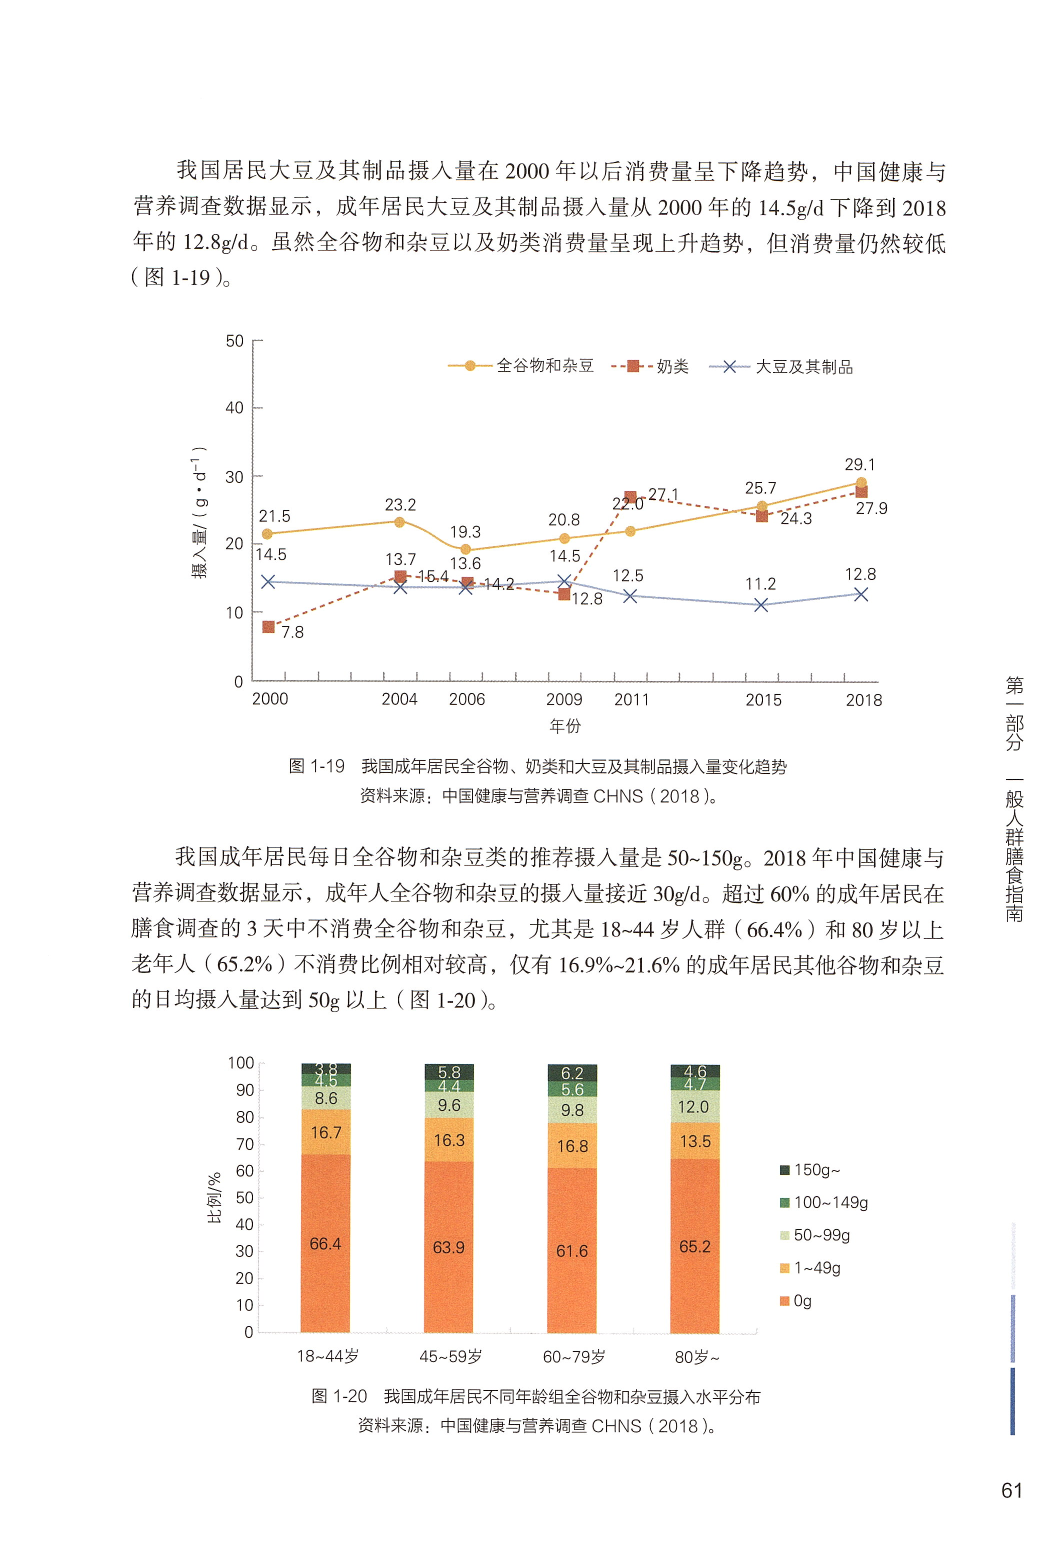 我国居民大豆及其制品摄入量在 2000 年以后消费量呈下降趋势，中国健康与
营养调查数据显示，成年居民大豆及其制品摄入量从 2000 年的 14.5g/d 下降到 2018
年的 12.8g/d。虽然全谷物和杂豆以及奶类消费量呈现上升趋势，但消费量仍然较低
（图 1-19）。
50
全谷物和杂豆 奶类 大豆及其制品
40
30
20
10
0
摄入量/（g·d⁻¹）
21.5 23.2 19.3 20.8 22.0 25.7 29.1
7.8 15.4 14.2 12.8 27.1 24.3 27.9
14.5 13.7 13.6 14.5 12.5 11.2 12.8
2000 2004 2006 2009 2011 2015 2018
年份
图 1-19 我国成年居民全谷物、奶类和大豆及其制品摄入量变化趋势
资料来源：中国健康与营养调查 CHNS（2018）。
我国成年居民每日全谷物和杂豆类的推荐摄入量是 50~150g。2018 年中国健康与
营养调查数据显示，成年人全谷物和杂豆的摄入量接近 30g/d。超过 60% 的成年居民在
膳食调查的 3 天中不消费全谷物和杂豆，尤其是 18~44 岁人群（66.4%）和 80 岁以上
老年人（65.2%）不消费比例相对较高，仅有 16.9%~21.6% 的成年居民其他谷物和杂豆
的日均摄入量达到 50g 以上（图 1-20）。
100
90
80
70
60
50
40
30
20
10
0
比例/%
3.8 5.8 6.2 4.6
4.5 4.4 5.6 4.7
8.6 9.6 9.8 12.0
16.7 16.3 16.8 13.5
66.4 63.9 61.6 65.2
150g~
100~149g
50~99g
1~49g
0g
18~44岁 45~59岁 60~79岁 80岁~
图 1-20 我国成年居民不同年龄组全谷物和杂豆摄入水平分布
资料来源：中国健康与营养调查 CHNS（2018）。
第一部分 一般人群膳食指南
61